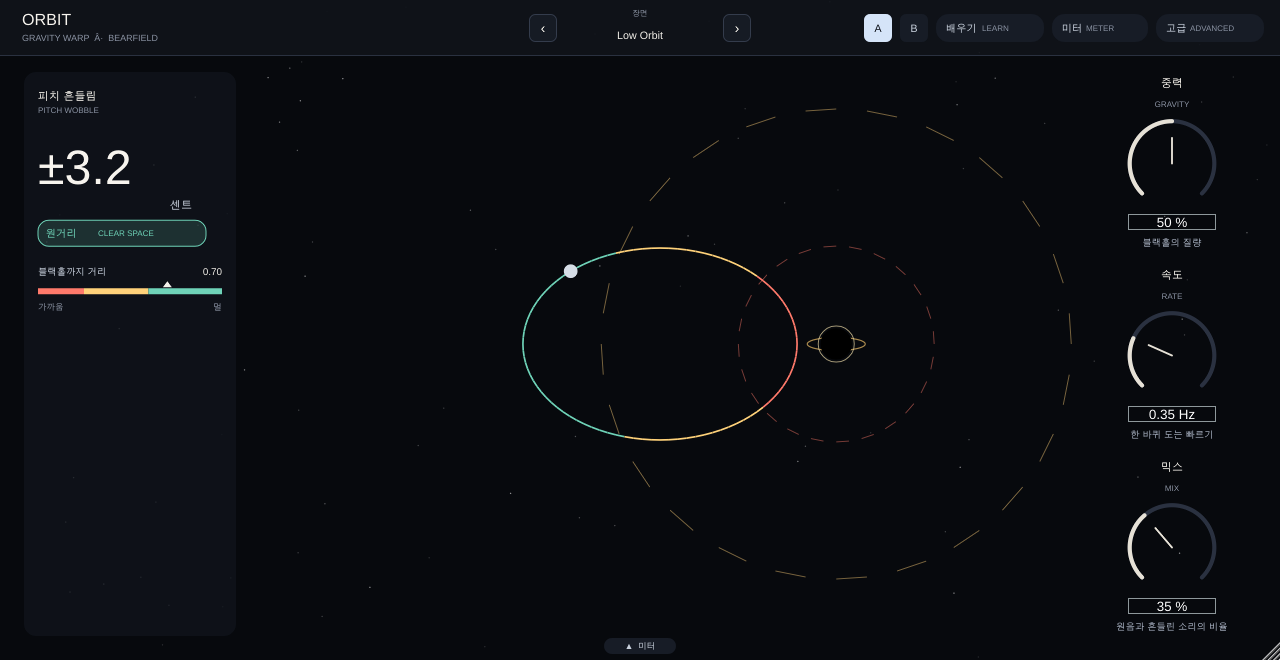 ORBIT
GRAVITY WARP Â· BEARFIELD
‹
장면
Low Orbit
›
A
B
배우기 LEARN
미터 METER
고급 ADVANCED
피치 흔들림
PITCH WOBBLE
±3.2
센트
원거리 CLEAR SPACE
블랙홀까지 거리 0.70
가까움 멀
중력
GRAVITY
50 %
블랙홀의 질량
속도
RATE
0.35 Hz
한 바퀴 도는 빠르기
믹스
MIX
35 %
원음과 흔들린 소리의 비율
▲ 미터